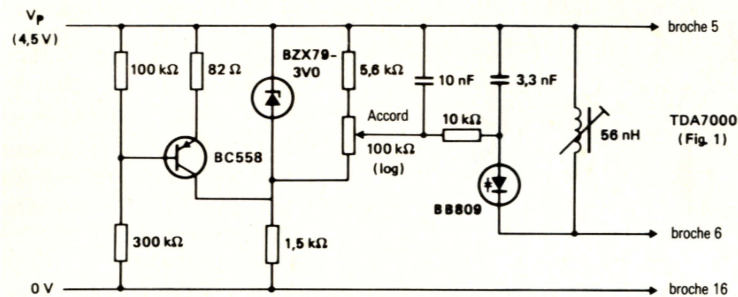 Vp
(4,5 V)
broche 5
100 kΩ
82 Ω
BZX79-
3V0
5,6 kΩ
10 nF
3,3 nF
Accord
10 kΩ
100 kΩ
(log)
BC558
56 nH
TDA7000
(Fig. 1)
BB809
300 kΩ
1,5 kΩ
broche 6
0 V
broche 16